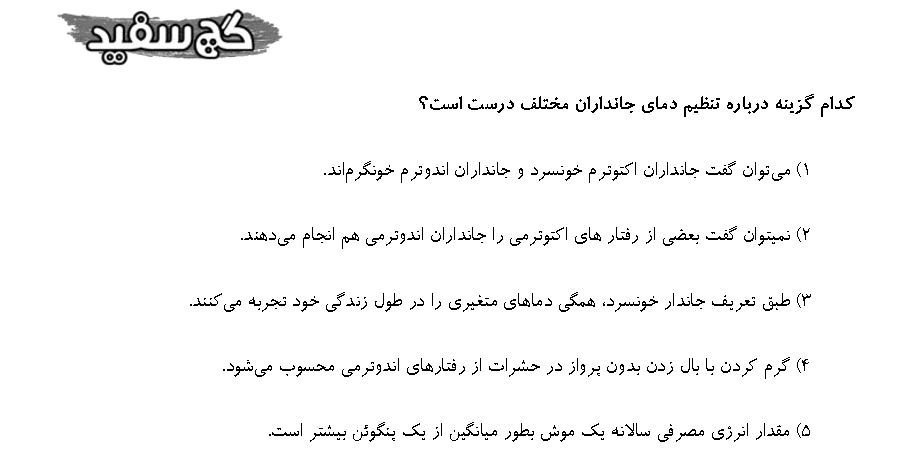 گچ سفید
کدام گزینه درباره تنظیم دمای جانداران مختلف درست است؟
۱) می‌توان گفت جانداران اکتوترم خونسرد و جانداران اندوترم خونگرم‌اند.
۲) نمیتوان گفت بعضی از رفتار های اکتوترمی را جانداران اندوترمی هم انجام می‌دهند.
۳) طبق تعریف جاندار خونسرد، همگی دماهای متغیری را در طول زندگی خود تجربه می‌کنند.
۴) گرم کردن با بال زدن بدون پرواز در حشرات از رفتارهای اندوترمی محسوب می‌شود.
۵) مقدار انرژی مصرفی سالانه یک موش بطور میانگین از یک پنگوئن بیشتر است.